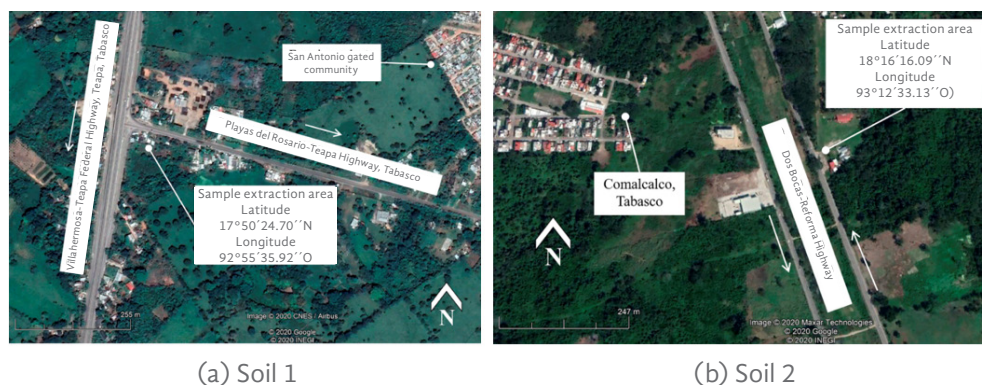 Villahermosa-Teapa Federal Highway, Teapa, Tabasco
San Antonio gated
community
Playas del Rosario-Teapa Highway, Tabasco
Sample extraction area
Latitude
17°50´24.70´´N
Longitude
92°55´35.92´´O
N
255 m
Image © 2020 CNES / Airbus
© 2020 Google
© 2020 INEGI
(a) Soil 1
Sample extraction area
Latitude
18°16´16.09´´N
Longitude
93°12´33.13´´O)
Comalcalco,
Tabasco
Dos Bocas-Reforma Highway
N
247 m
Image © 2020 Maxar Technologies
© 2020 Google
© 2020 INEGI
(b) Soil 2